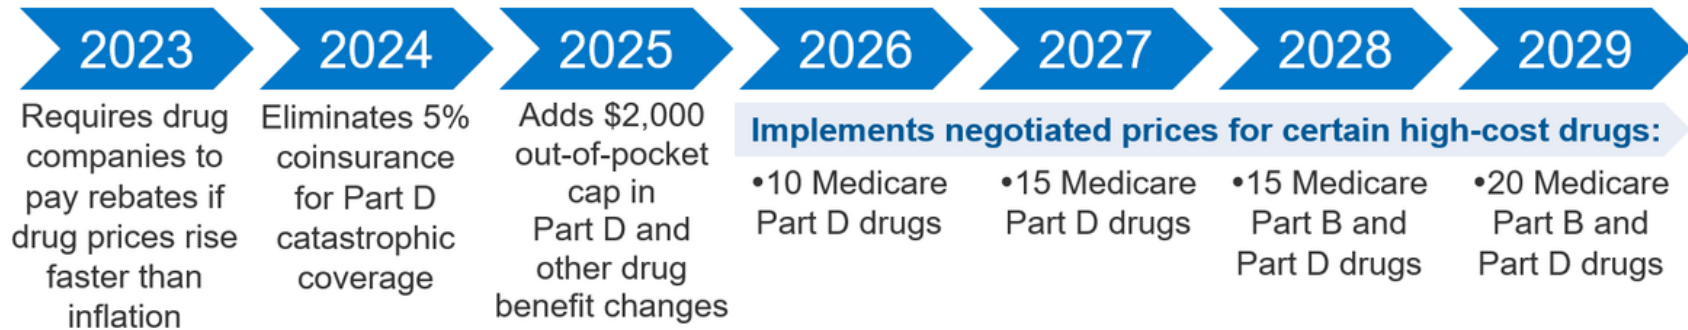 2023
2024
2025
2026
2027
2028
2029
Requires drug
companies to
pay rebates if
drug prices rise
faster than
inflation
Eliminates 5%
coinsurance
for Part D
catastrophic
coverage
Adds $2,000
out-of-pocket
cap in
Part D and
other drug
benefit changes
Implements negotiated prices for certain high-cost drugs:
•10 Medicare
Part D drugs
•15 Medicare
Part D drugs
•15 Medicare
Part B and
Part D drugs
•20 Medicare
Part B and
Part D drugs